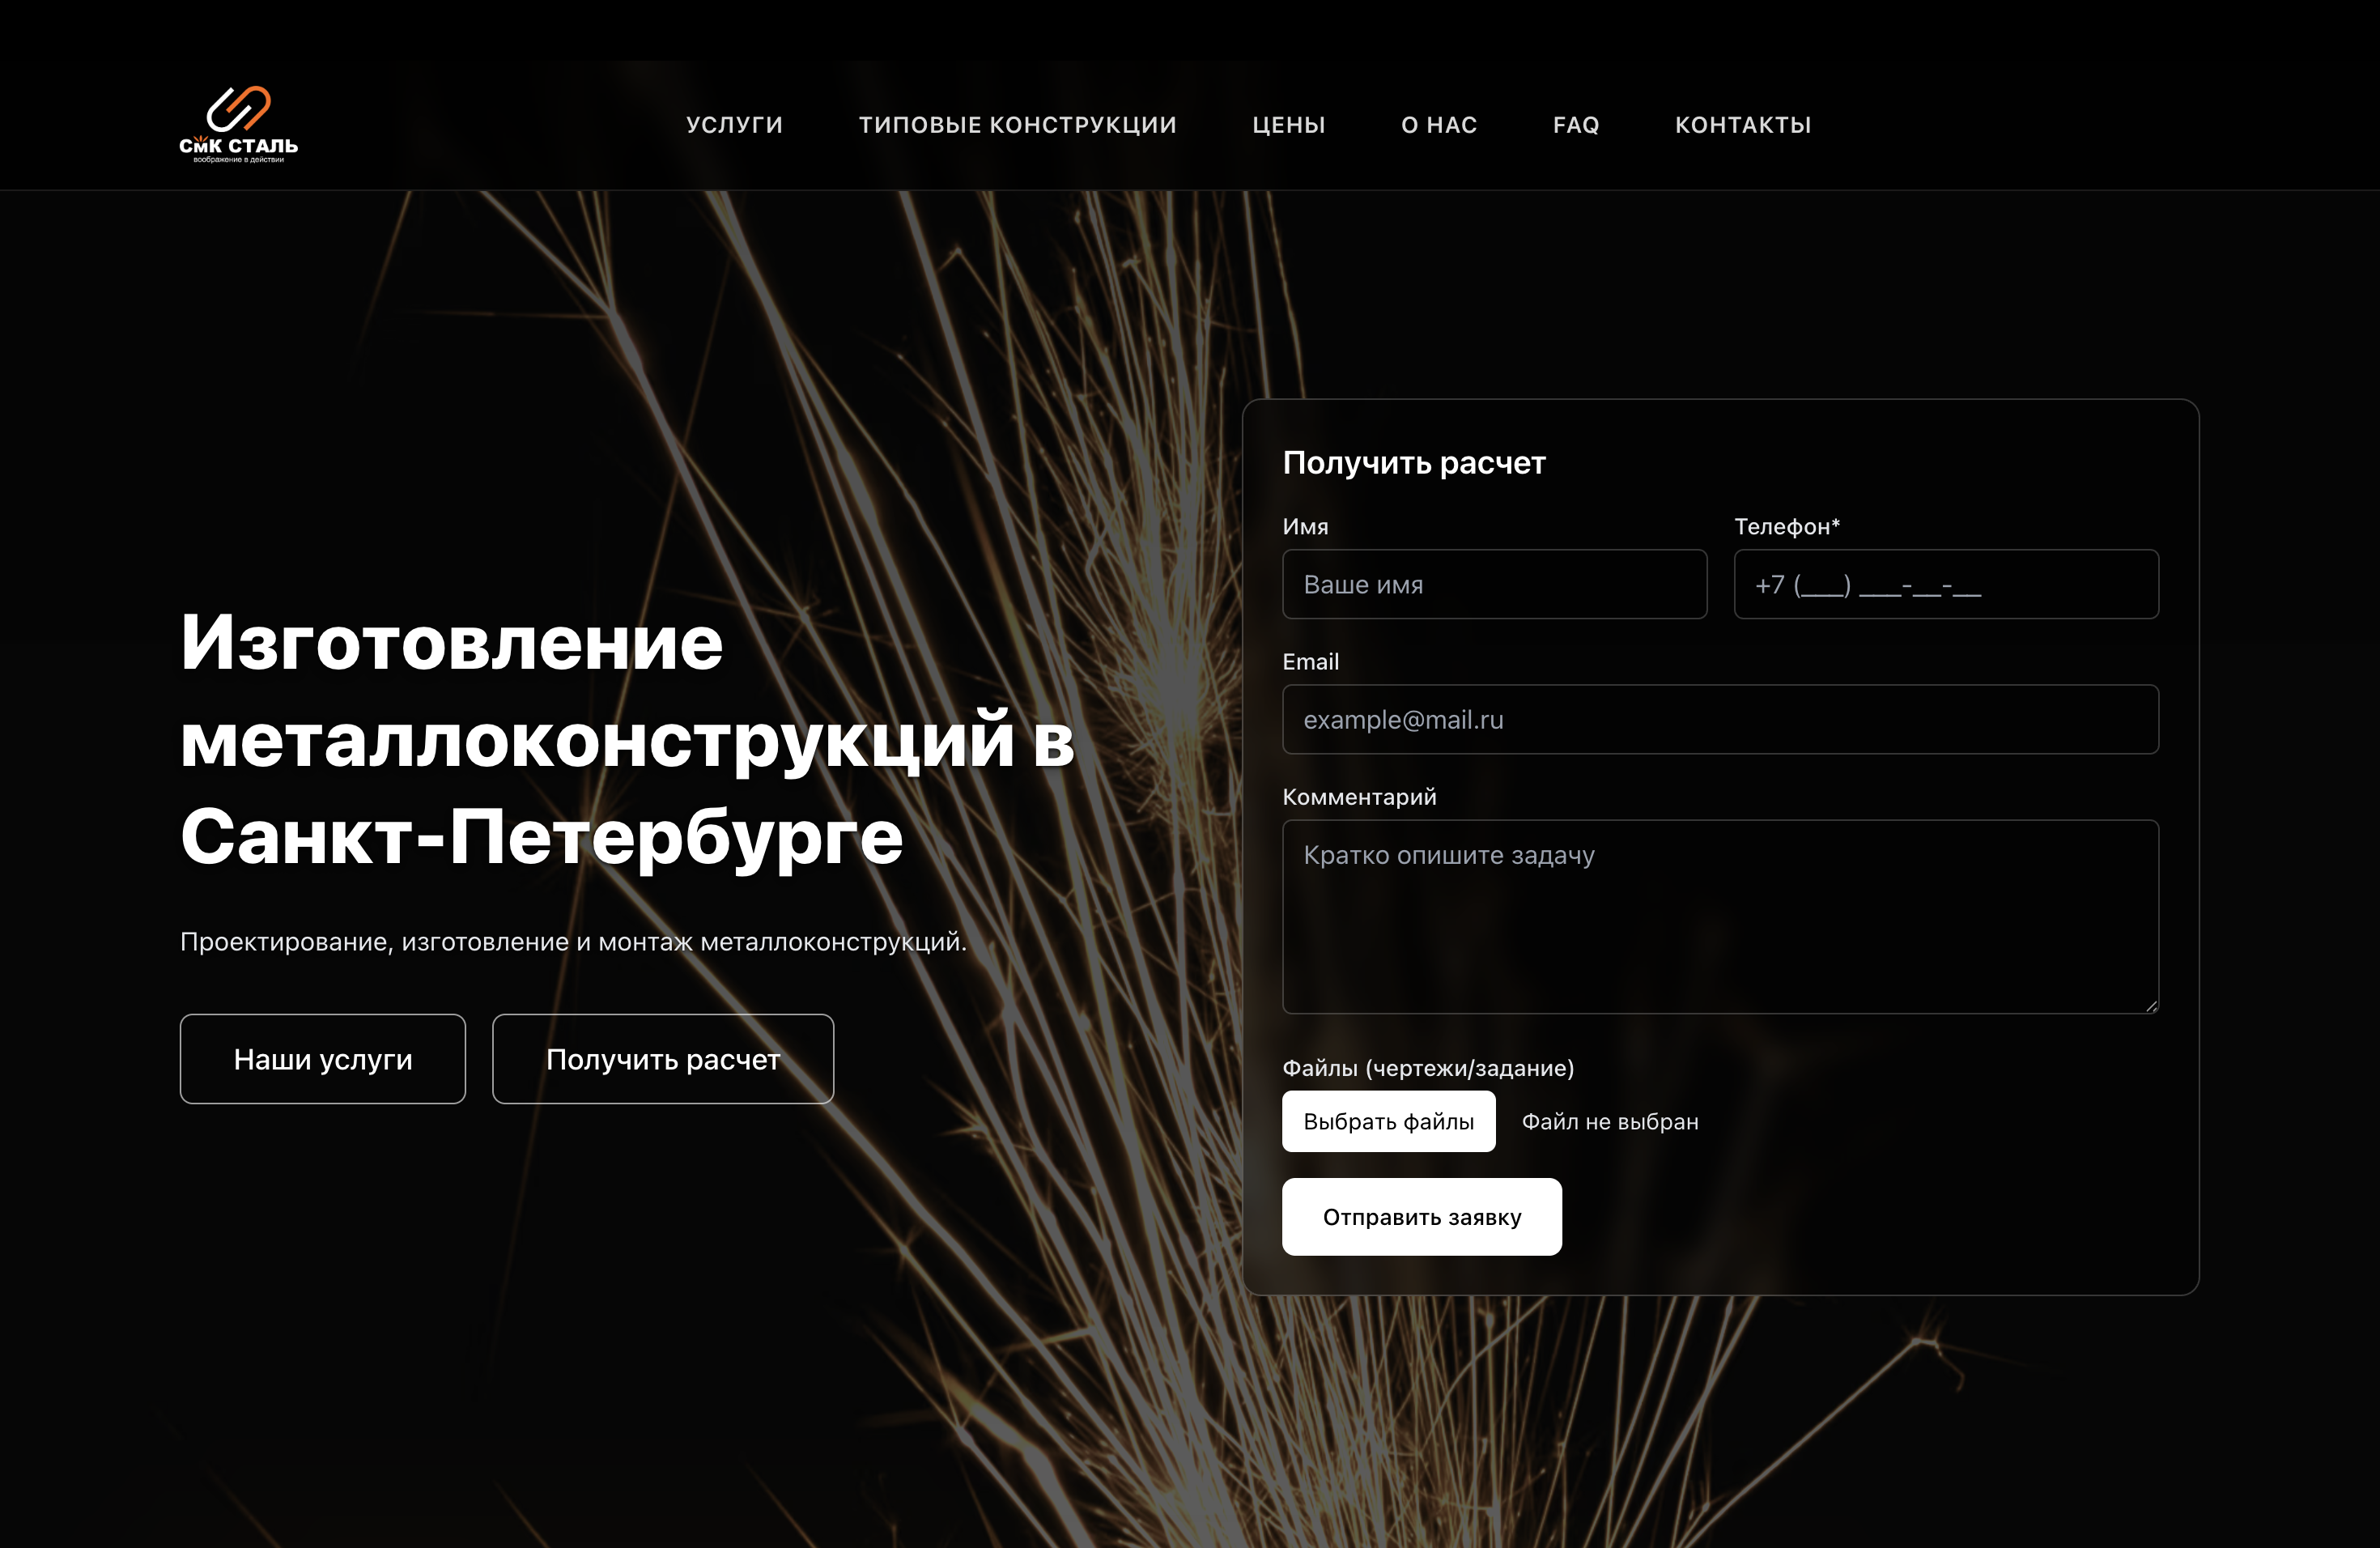 СМК СТАЛЬ
воображение в действии
УСЛУГИ ТИПОВЫЕ КОНСТРУКЦИИ ЦЕНЫ О НАС FAQ КОНТАКТЫ
Изготовление
металлоконструкций в
Санкт-Петербурге
Проектирование, изготовление и монтаж металлоконструкций.
Наши услуги
Получить расчет
Получить расчет
Имя
Ваше имя
Телефон*
+7 (___) ___-__-__
Email
example@mail.ru
Комментарий
Кратко опишите задачу
Файлы (чертежи/задание)
Выбрать файлы Файл не выбран
Отправить заявку